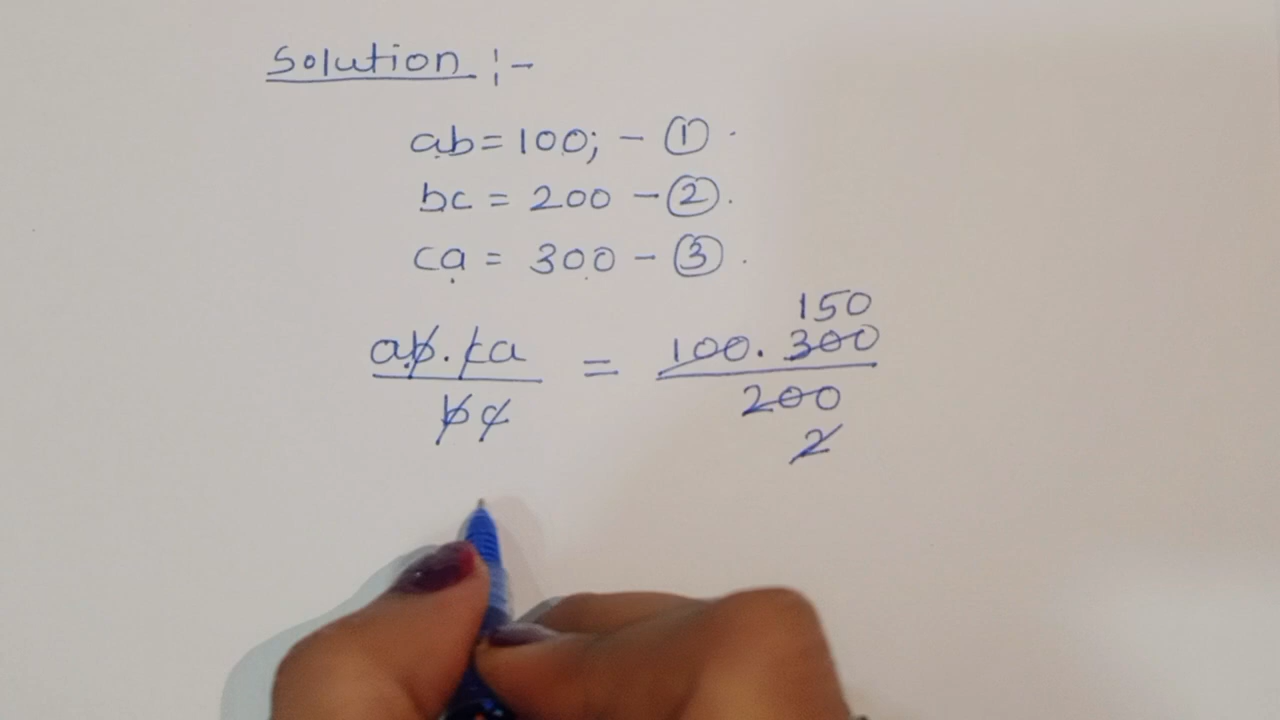 Solution :-
ab = 100; - ①
bc = 200 - ②.
ca = 300 - ③.
150
ab . ca = 100 . 300
bc 200
2